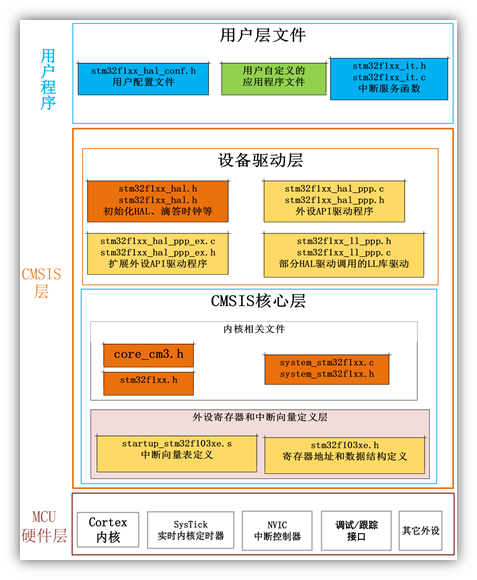 用户程序
用户层文件
stm32f1xx_hal_conf.h
用户配置文件
用户自定义的
应用程序文件
stm32f1xx_it.h
stm32f1xx_it.c
中断服务函数
CMSIS
层
设备驱动层
stm32f1xx_hal.h
stm32f1xx_hal.h
初始化HAL、滴答时钟等
stm32f1xx_hal_ppp.c
stm32f1xx_hal_ppp.h
外设API驱动程序
stm32f1xx_hal_ppp_ex.c
stm32f1xx_hal_ppp_ex.h
扩展外设API驱动程序
stm32f1xx_ll_ppp.h
stm32f1xx_ll_ppp.c
部分HAL驱动调用的LL库驱动
CMSIS核心层
内核相关文件
core_cm3.h
stm32f1xx.h
system_stm32f1xx.c
system_stm32f1xx.h
外设寄存器和中断向量定义层
startup_stm32f103xe.s
中断向量表定义
stm32f103xe.h
寄存器地址和数据结构定义
MCU
硬件层
Cortex
内核
SysTick
实时内核定时器
NVIC
中断控制器
调试/跟踪
接口
其它外设